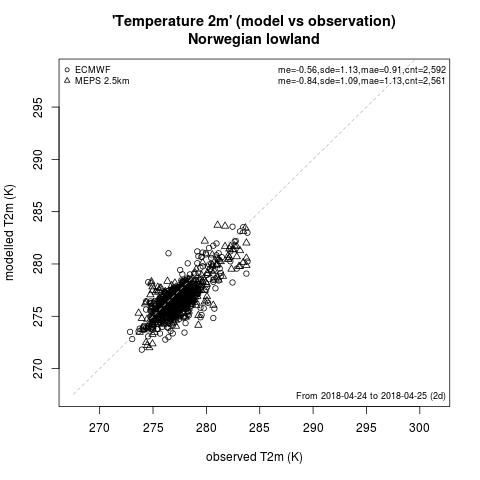 'Temperature 2m' (model vs observation)
Norwegian lowland
ECMWF
me=-0.56,sde=1.13,mae=0.91,cnt=2,592
MEPS 2.5km
me=-0.84,sde=1.09,mae=1.13,cnt=2,561
295
290
285
280
275
270
modelled T2m (K)
From 2018-04-24 to 2018-04-25 (2d)
270 275 280 285 290 295 300
observed T2m (K)